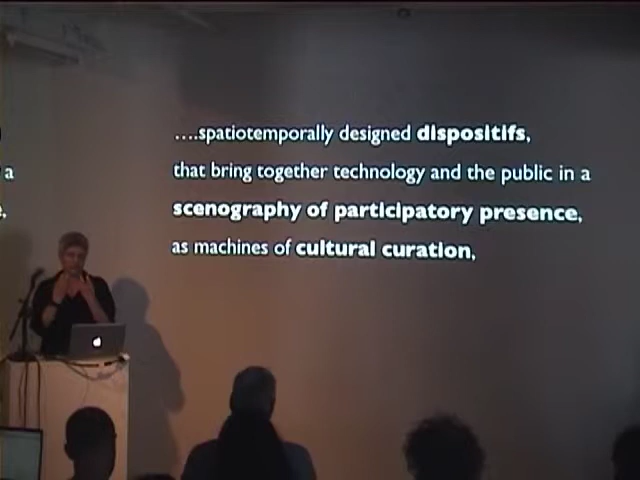 ....spatiotemporally designed dispositifs,
that bring together technology and the public in a
scenography of participatory presence,
as machines of cultural curation,
a
,